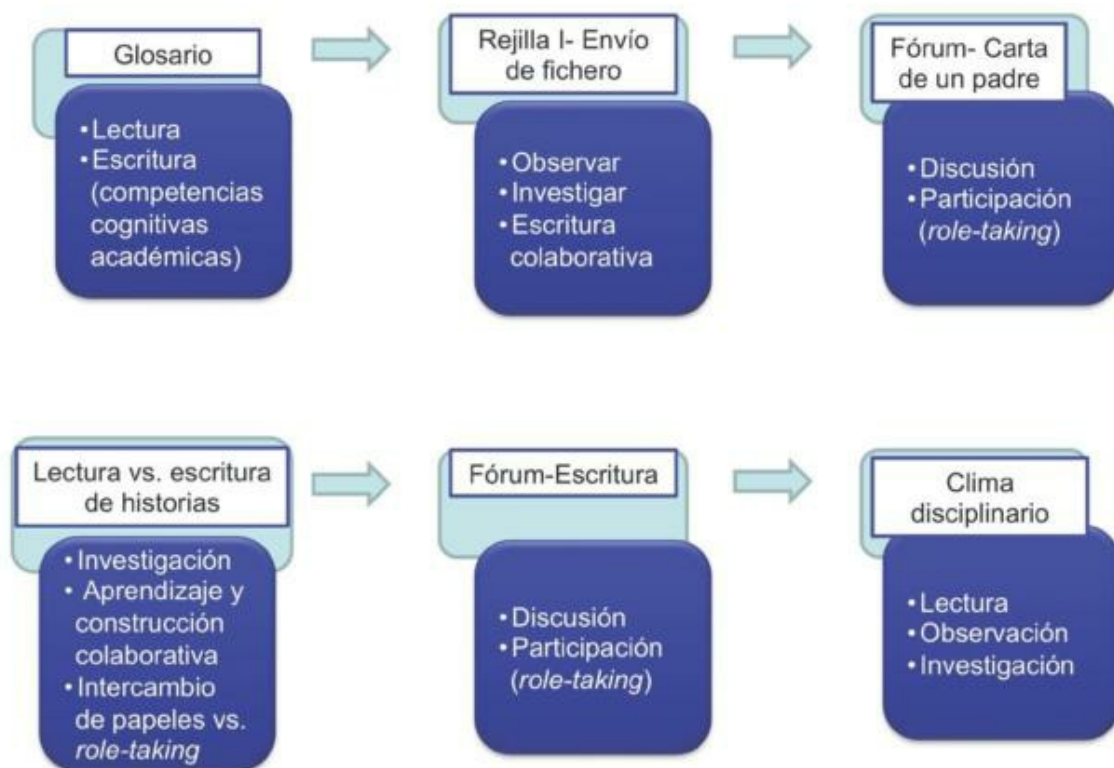 Glosario
• Lectura
• Escritura
(competencias
cognitivas
académicas)
Rejilla I- Envío
de fichero
• Observar
• Investigar
• Escritura
colaborativa
Fórum- Carta
de un padre
• Discusión
• Participación
(role-taking)
Lectura vs. escritura
de historias
• Investigación
• Aprendizaje y
construcción
colaborativa
• Intercambio
de papeles vs.
role-taking
Fórum-Escritura
• Discusión
• Participación
(role-taking)
Clima
disciplinario
• Lectura
• Observación
• Investigación